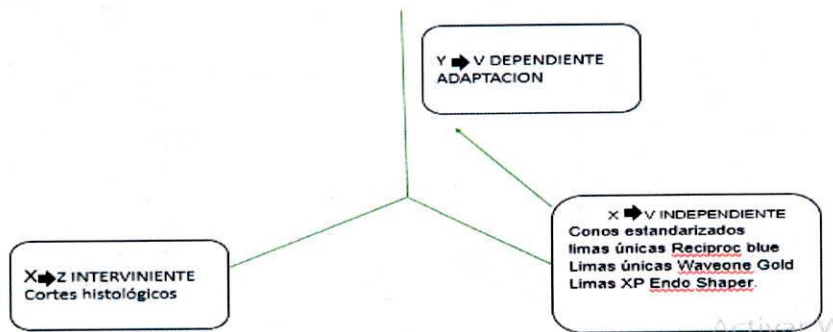 Y ➡ V DEPENDIENTE
ADAPTACION
X ➡ V INDEPENDIENTE
Conos estandarizados
limas únicas Reciproc blue
Limas únicas Waveone Gold
Limas XP Endo Shaper.
X➡Z INTERVINIENTE
Cortes histológicos